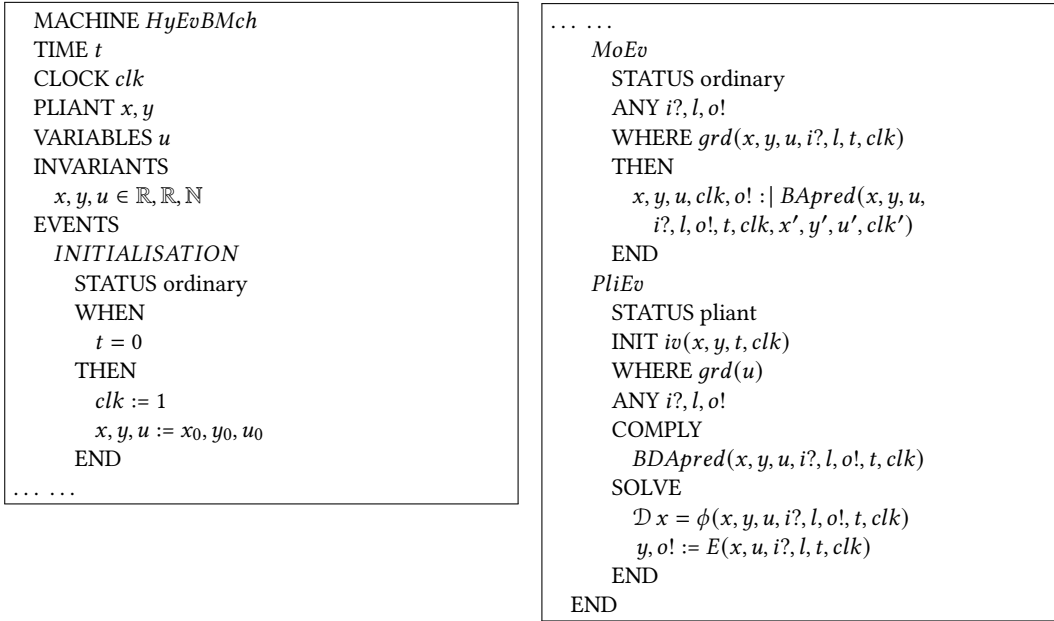 MACHINE HyEvBMch
TIME t
CLOCK clk
PLIANT x, y
VARIABLES u
INVARIANTS
x, y, u ∈ ℝ, ℝ, ℕ
EVENTS
INITIALISATION
STATUS ordinary
WHEN
t = 0
THEN
clk := 1
x, y, u := x₀, y₀, u₀
END
... ...
... ...
MoEv
STATUS ordinary
ANY i?, l, o!
WHERE grd(x, y, u, i?, l, t, clk)
THEN
x, y, u, clk, o! :| BApred(x, y, u,
i?, l, o!, t, clk, x′, y′, u′, clk′)
END
PliEv
STATUS pliant
INIT iv(x, y, t, clk)
WHERE grd(u)
ANY i?, l, o!
COMPLY
BDApred(x, y, u, i?, l, o!, t, clk)
SOLVE
𝒟 x = ϕ(x, y, u, i?, l, o!, t, clk)
y, o! := E(x, u, i?, l, t, clk)
END
END